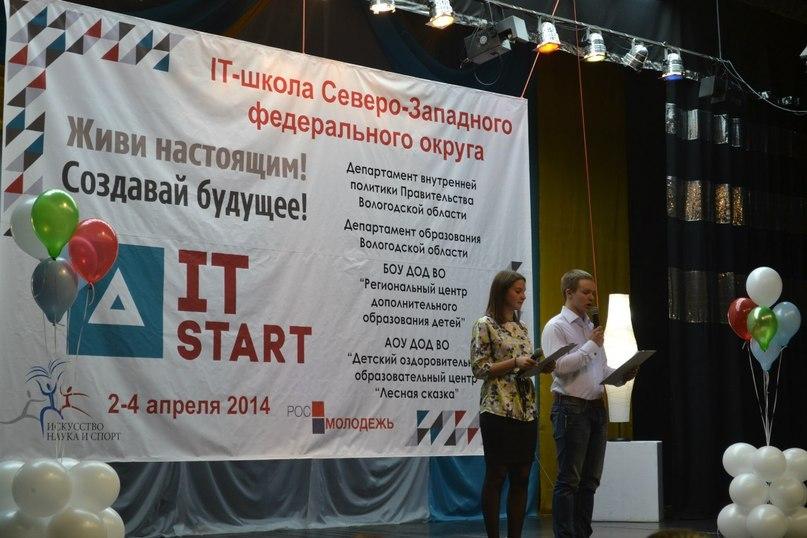 IT-школа Северо-Западного
федерального округа
Живи настоящим!
Создавай будущее!
Департамент внутренней
политики Правительства
Вологодской области
Департамент образования
Вологодской области
БОУ ДОД ВО
"Региональный центр
дополнительного
образования детей"
АОУ ДОД ВО
"Детский оздоровительн
образовательный центр
"Лесная сказка"
IT
START
2-4 апреля 2014
РОС
МОЛОДЕЖЬ
ИСКУССТВО
НАУКА И СПОРТ